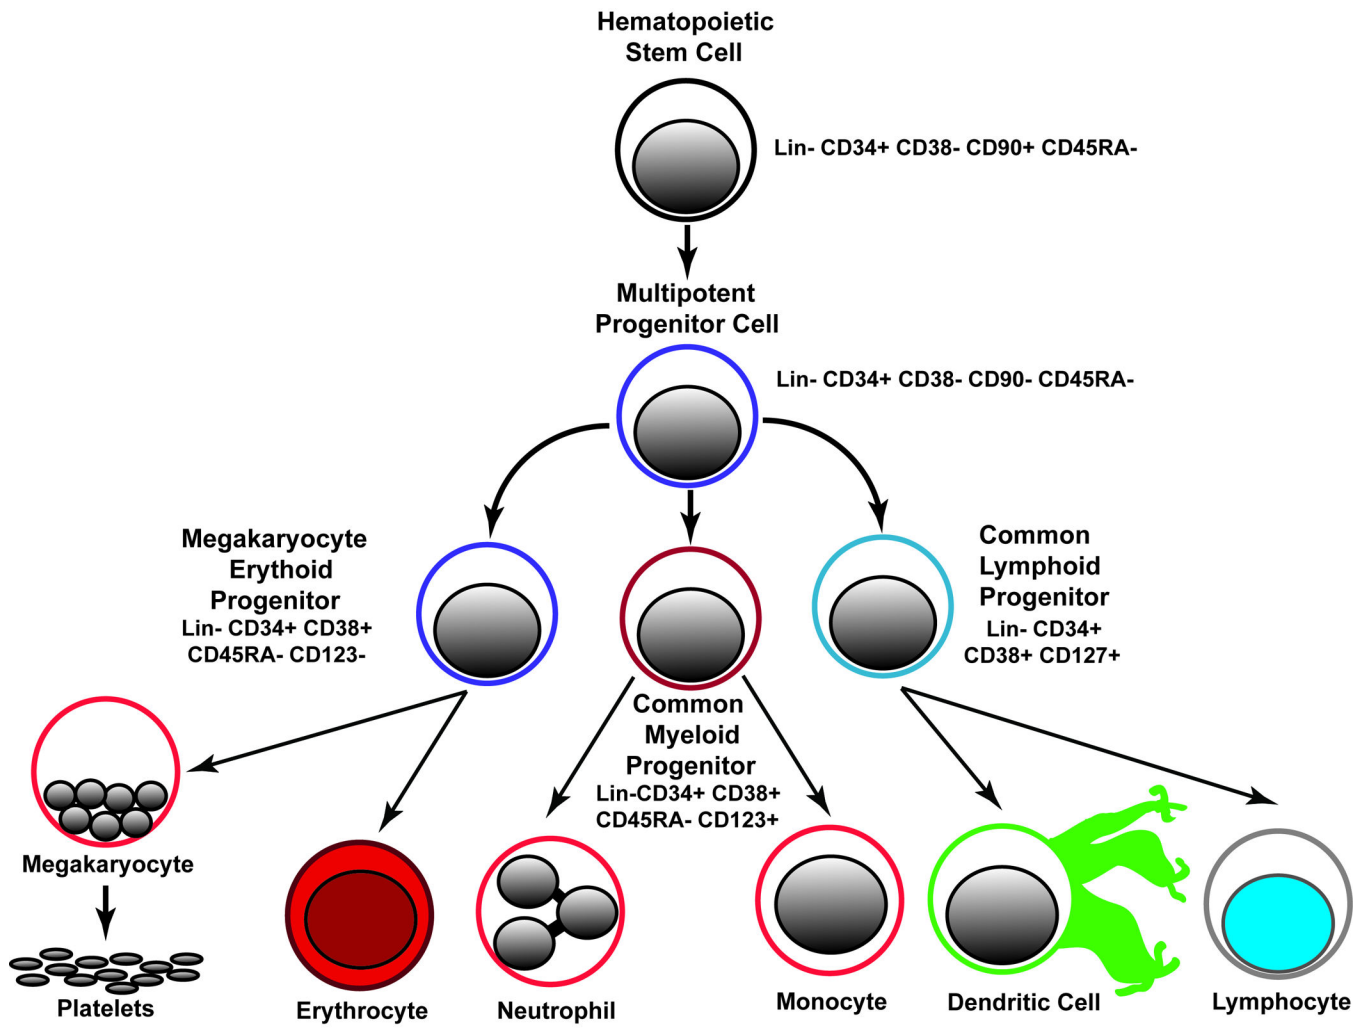 Hematopoietic
Stem Cell
Lin- CD34+ CD38- CD90+ CD45RA-
Multipotent
Progenitor Cell
Lin- CD34+ CD38- CD90- CD45RA-
Megakaryocyte
Erythoid
Progenitor
Lin- CD34+ CD38+
CD45RA- CD123-
Common
Lymphoid
Progenitor
Lin- CD34+
CD38+ CD127+
Common
Myeloid
Progenitor
Lin-CD34+ CD38+
CD45RA- CD123+
Megakaryocyte
Platelets
Erythrocyte
Neutrophil
Monocyte
Dendritic Cell
Lymphocyte